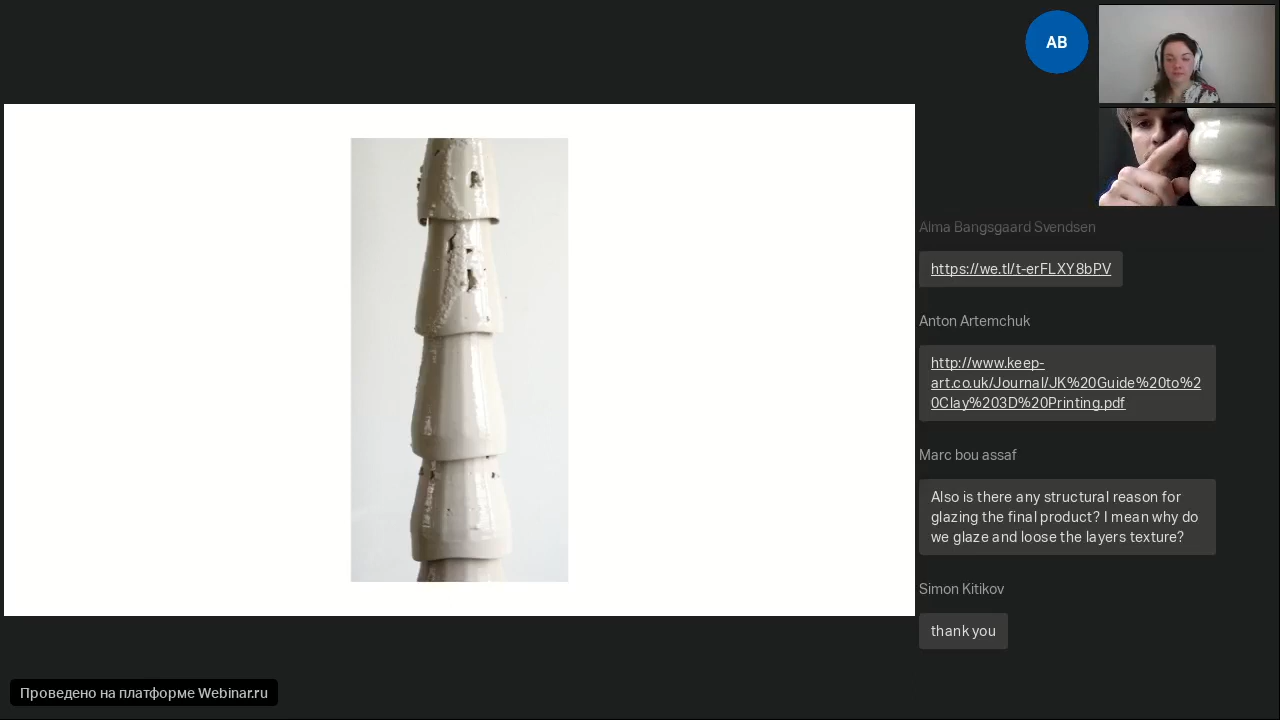 AB
Alma Bangsgaard Svendsen
https://we.tl/t-erFLXY8bPV
Anton Artemchuk
http://www.keep-
art.co.uk/Journal/JK%20Guide%20to%2
0Clay%203D%20Printing.pdf
Marc bou assaf
Also is there any structural reason for
glazing the final product? I mean why do
we glaze and loose the layers texture?
Simon Kitikov
thank you
Проведено на платформе Webinar.ru